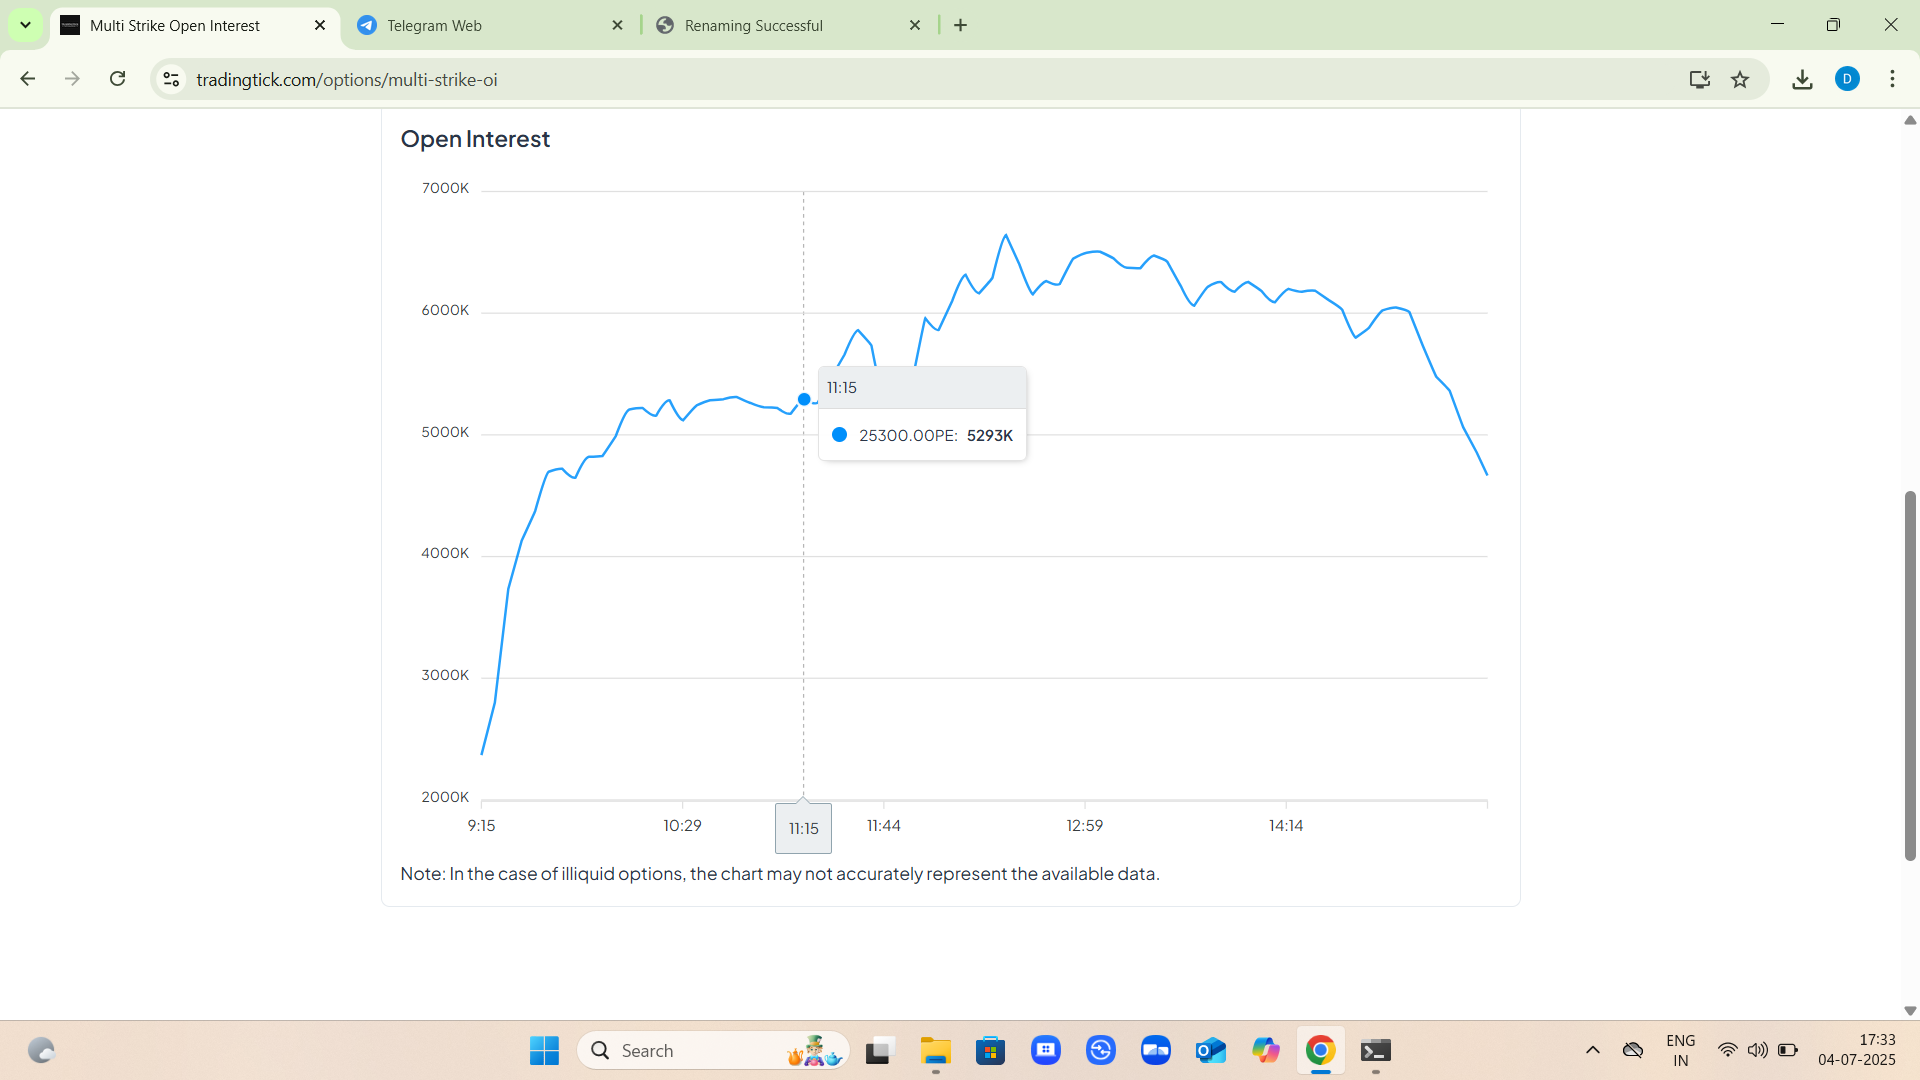 Multi Strike Open Interest
Telegram Web
Renaming Successful
tradingtick.com/options/multi-strike-oi
D
Open Interest
7000K
6000K
5000K
4000K
3000K
2000K
11:15
25300.00PE: 5293K
9:15
10:29
11:15
11:44
12:59
14:14
Note: In the case of illiquid options, the chart may not accurately represent the available data.
Search
ENG
IN
17:33
04-07-2025